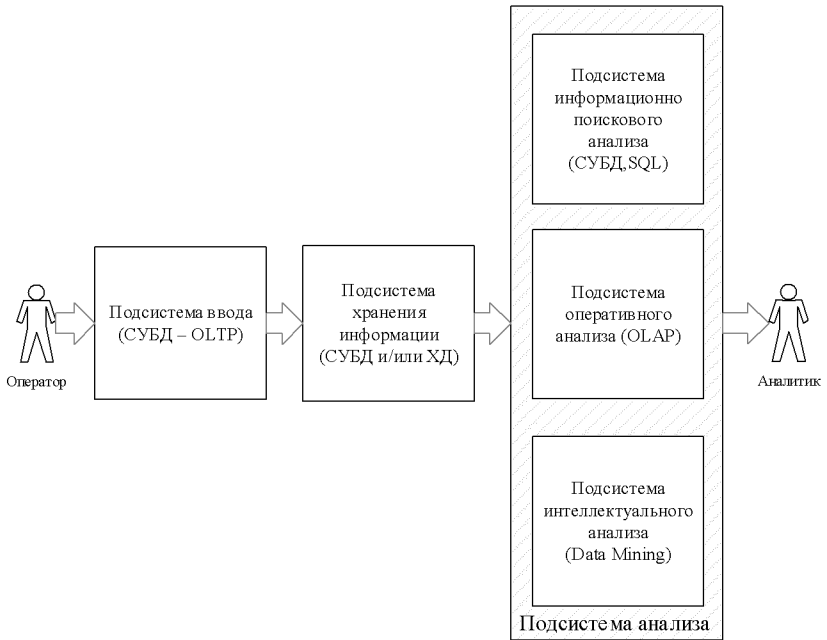 Оператор
Подсистема ввода
(СУБД – OLTP)
Подсистема
хранения
информации
(СУБД и/или ХД)
Подсистема
информационно
поискового
анализа
(СУБД,SQL)
Подсистема
оперативного
анализа (OLAP)
Подсистема
интеллектуального
анализа
(Data Mining)
Подсистема анализа
Аналитик